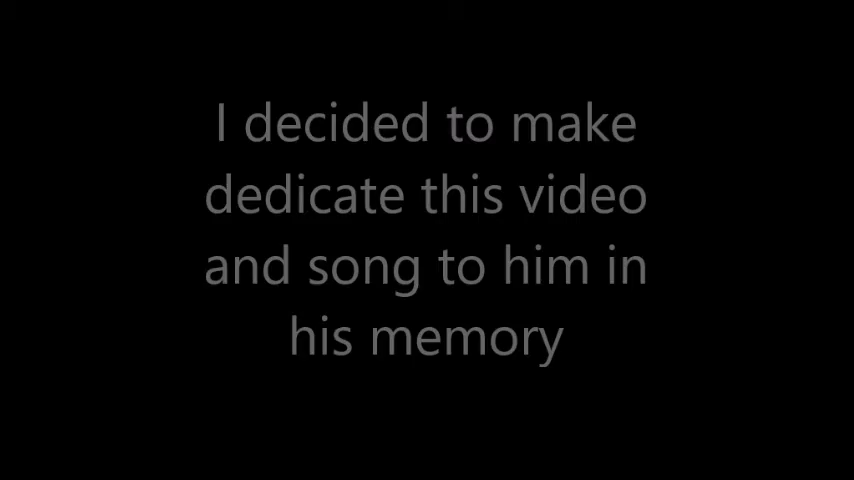 I decided to make
dedicate this video
and song to him in
his memory